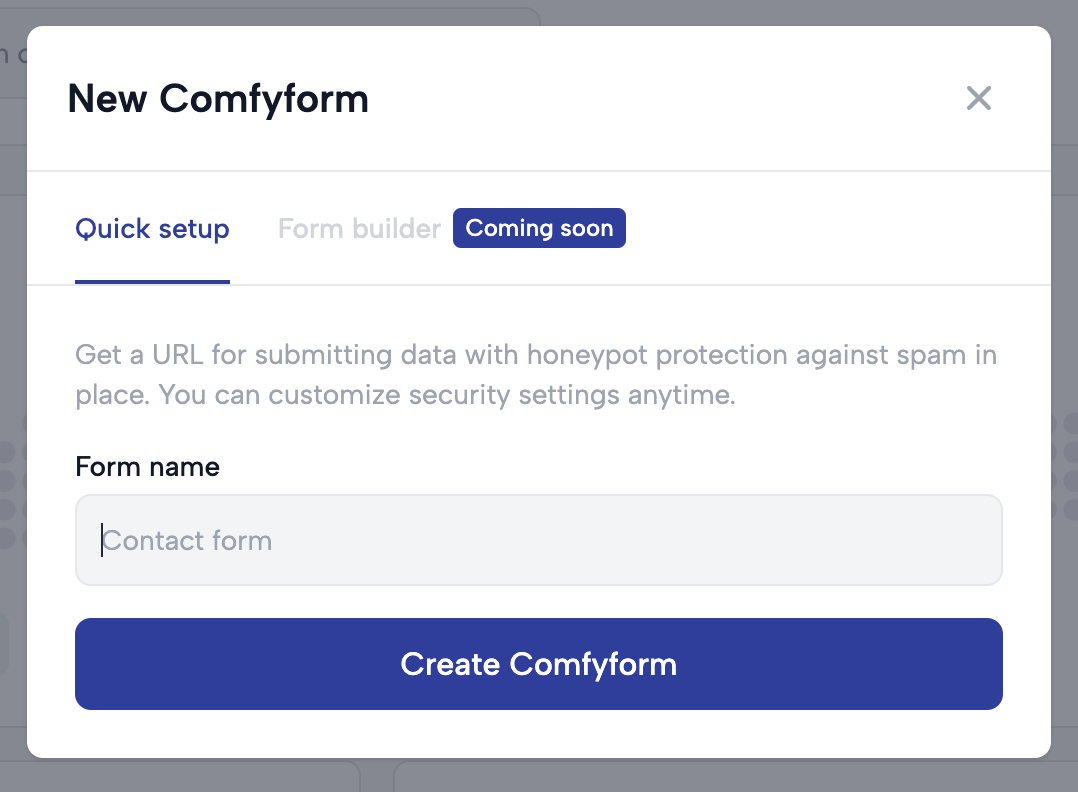 New Comfyform
Quick setup
Form builder
Coming soon
Get a URL for submitting data with honeypot protection against spam in
place. You can customize security settings anytime.
Form name
Contact form
Create Comfyform